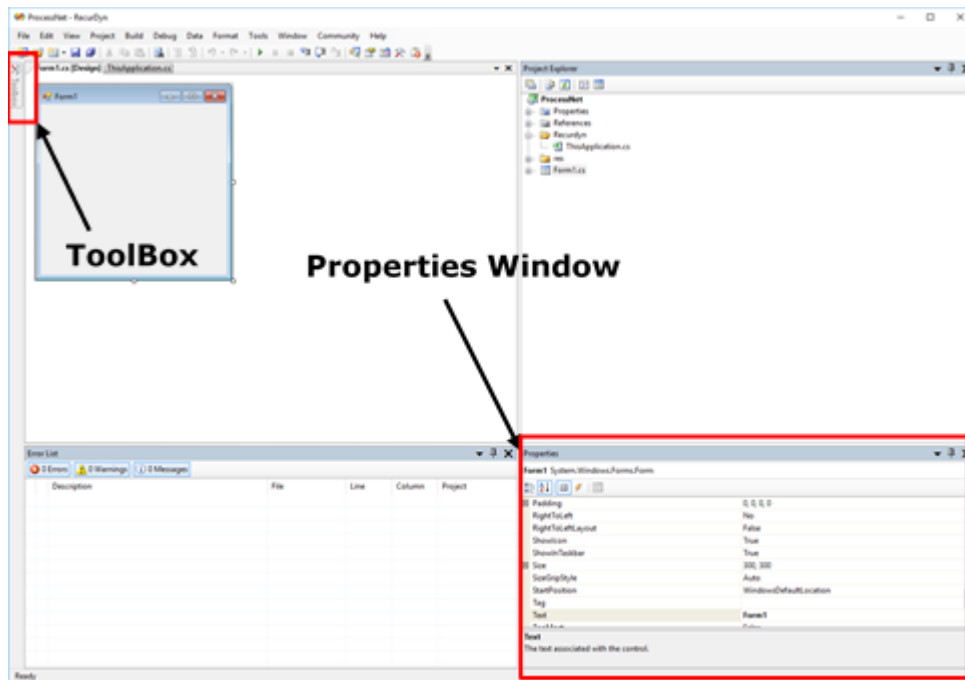 ProcessNet - RecurDyn
File Edit View Project Build Debug Data Format Tools Window Community Help
Form1.cs [Design] ThisApplication.cs
Toolbox
Form1
ToolBox
Properties Window
Project Explorer
ProcessNet
Properties
References
Recurdyn
ThisApplication.cs
res
Form1.cs
Error List
0 Errors 0 Warnings 0 Messages
Description File Line Column Project
Properties
Form1 System.Windows.Forms.Form
Padding 0, 0, 0, 0
RightToLeft No
RightToLeftLayout False
ShowIcon True
ShowInTaskbar True
Size 300, 300
SizeGripStyle Auto
StartPosition WindowsDefaultLocation
Tag
Text Form1
Text
The text associated with the control.
Ready